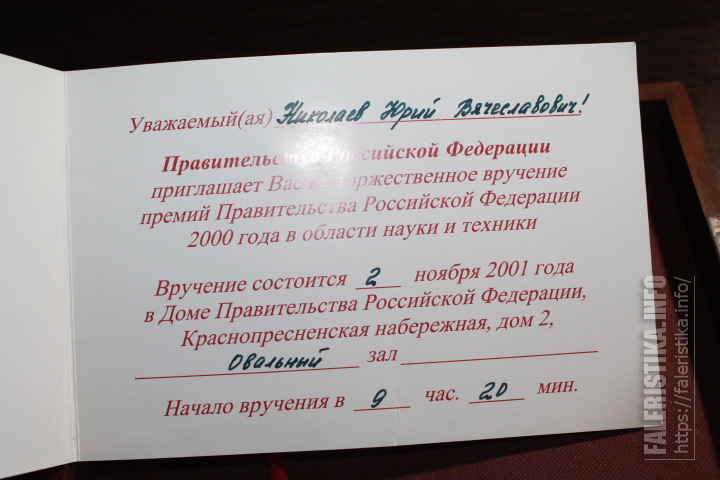 Уважаемый(ая) Николаев Юрий Вячеславович!
Правительство Российской Федерации
приглашает Вас на торжественное вручение
премий Правительства Российской Федерации
2000 года в области науки и техники
Вручение состоится 2 ноября 2001 года
в Доме Правительства Российской Федерации,
Краснопресненская набережная, дом 2,
Овальный зал
Начало вручения в 9 час. 20 мин.
FALERISTIKA.INFO
https://faleristika.info/